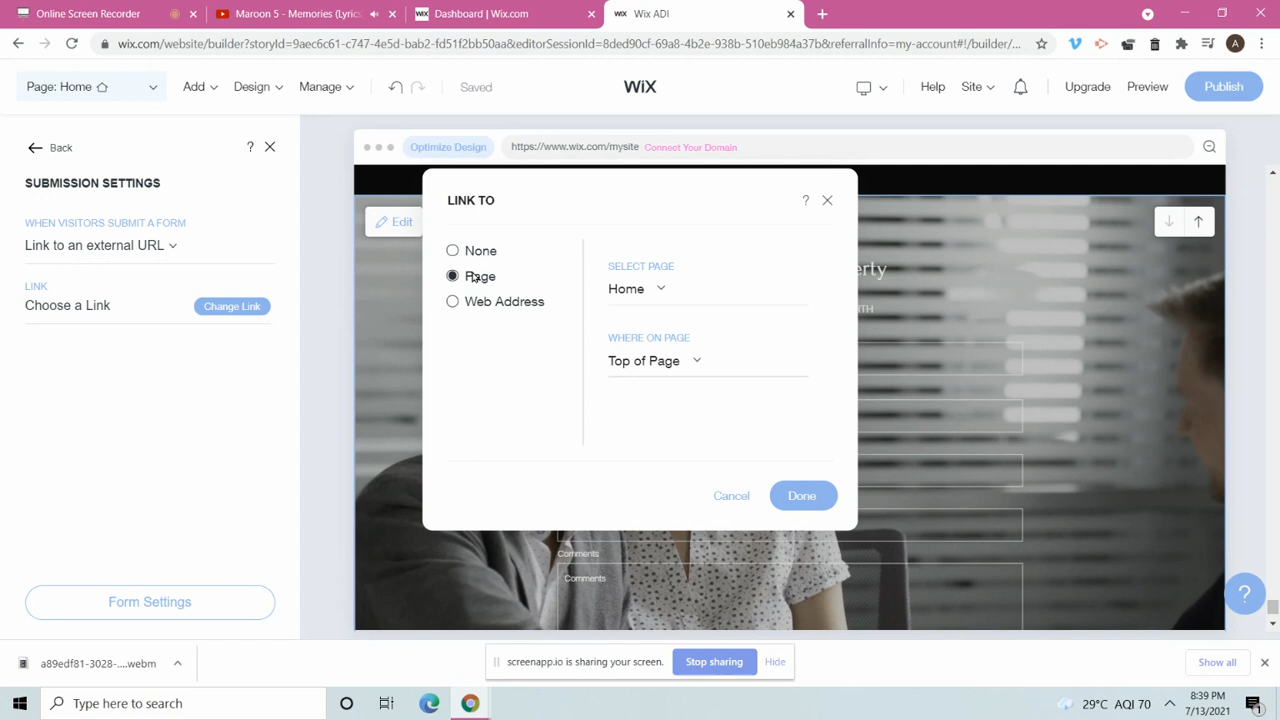 Online Screen Recorder
Maroon 5 - Memories (Lyrics
WiX Dashboard | Wix.com
WiX Wix ADI
wix.com/website/builder?storyId=9aec6c61-c747-4e5d-bab2-fd51f2bb50aa&editorSessionId=8ded90cf-69a8-4b2e-938b-510eb984a37b&referralInfo=my-account#!/builder/...
A
Page: Home
Add
Design
Manage
Saved
WiX
Help
Site
Upgrade
Preview
Publish
Back
?
Optimize Design
https://www.wix.com/mysite
Connect Your Domain
SUBMISSION SETTINGS
WHEN VISITORS SUBMIT A FORM
Link to an external URL
LINK
Choose a Link
Change Link
Form Settings
Edit
LINK TO
?
None
Page
Web Address
SELECT PAGE
Home
WHERE ON PAGE
Top of Page
Cancel
Done
Comments
Comments
?
a89edf81-3028-....webm
screenapp.io is sharing your screen.
Stop sharing
Hide
Show all
Type here to search
29°C AQI 70
8:39 PM
7/13/2021
1